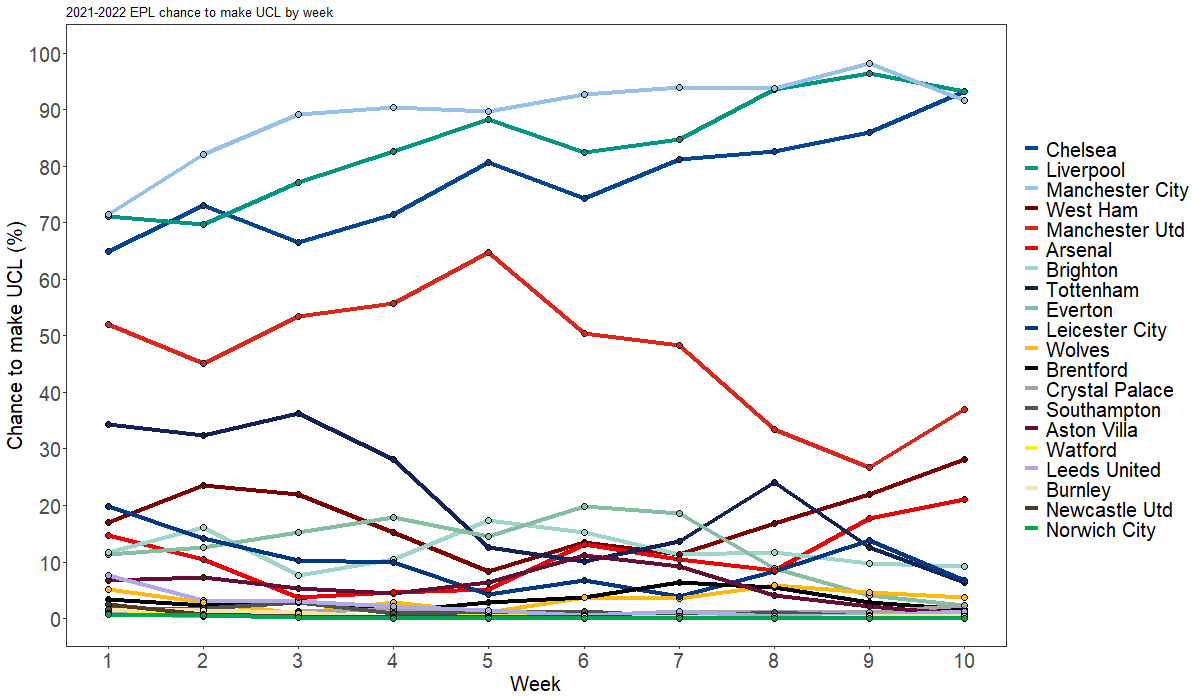 2021-2022 EPL chance to make UCL by week
100
90
80
70
60
50
40
30
20
10
0
Chance to make UCL (%)
1 2 3 4 5 6 7 8 9 10
Week
Chelsea
Liverpool
Manchester City
West Ham
Manchester Utd
Arsenal
Brighton
Tottenham
Everton
Leicester City
Wolves
Brentford
Crystal Palace
Southampton
Aston Villa
Watford
Leeds United
Burnley
Newcastle Utd
Norwich City